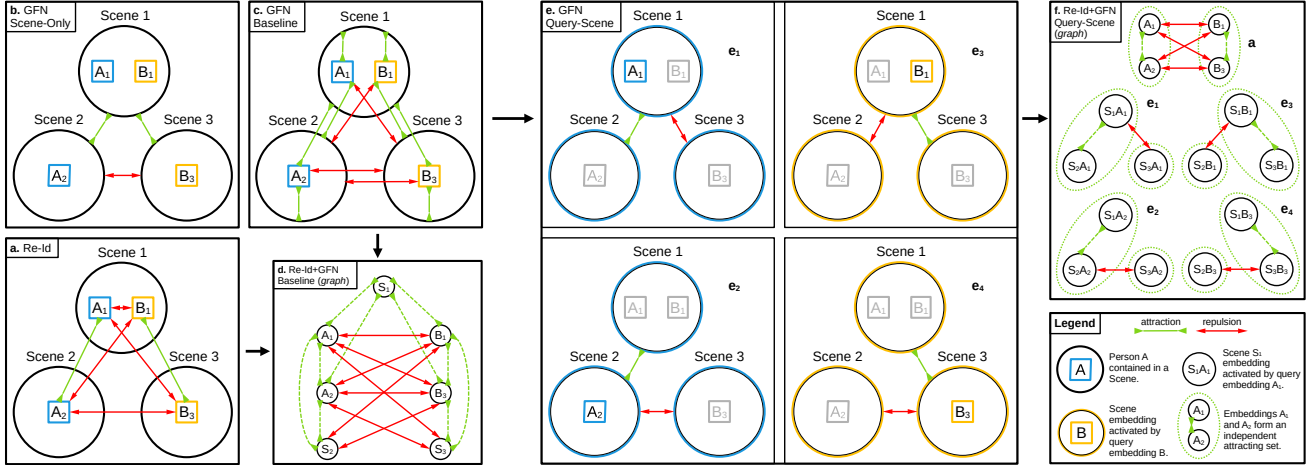 b. GFN
Scene-Only
Scene 1
A1
B1
Scene 2
Scene 3
A2
B3
c. GFN
Baseline
Scene 1
A1
B1
Scene 2
Scene 3
A2
B3
a. Re-Id
Scene 1
A1
B1
Scene 2
Scene 3
A2
B3
d. Re-Id+GFN
Baseline (graph)
S1
A1
B1
A2
B3
S2
S3
e. GFN
Query-Scene
Scene 1
e1
A1
B1
Scene 2
Scene 3
A2
B3
Scene 1
e3
A1
B1
Scene 2
Scene 3
A2
B3
Scene 1
e2
A1
B1
Scene 2
Scene 3
A2
B3
Scene 1
e4
A1
B1
Scene 2
Scene 3
A2
B3
f. Re-Id+GFN
Query-Scene
(graph)
A1
B1
a
A2
B3
e1
e3
S1A1
S1B1
S2A1
S3A1
S2B1
S3B1
e2
e4
S1A2
S1B3
S2A2
S3A2
S2B3
S3B3
Legend
attraction
repulsion
A
Person A
contained in a
Scene.
S1A1
Scene S1
embedding
activated by query
embedding A1.
B
Scene
embedding
activated by
query
embedding B.
A1
A2
Embeddings A1
and A2 form an
independent
attracting set.